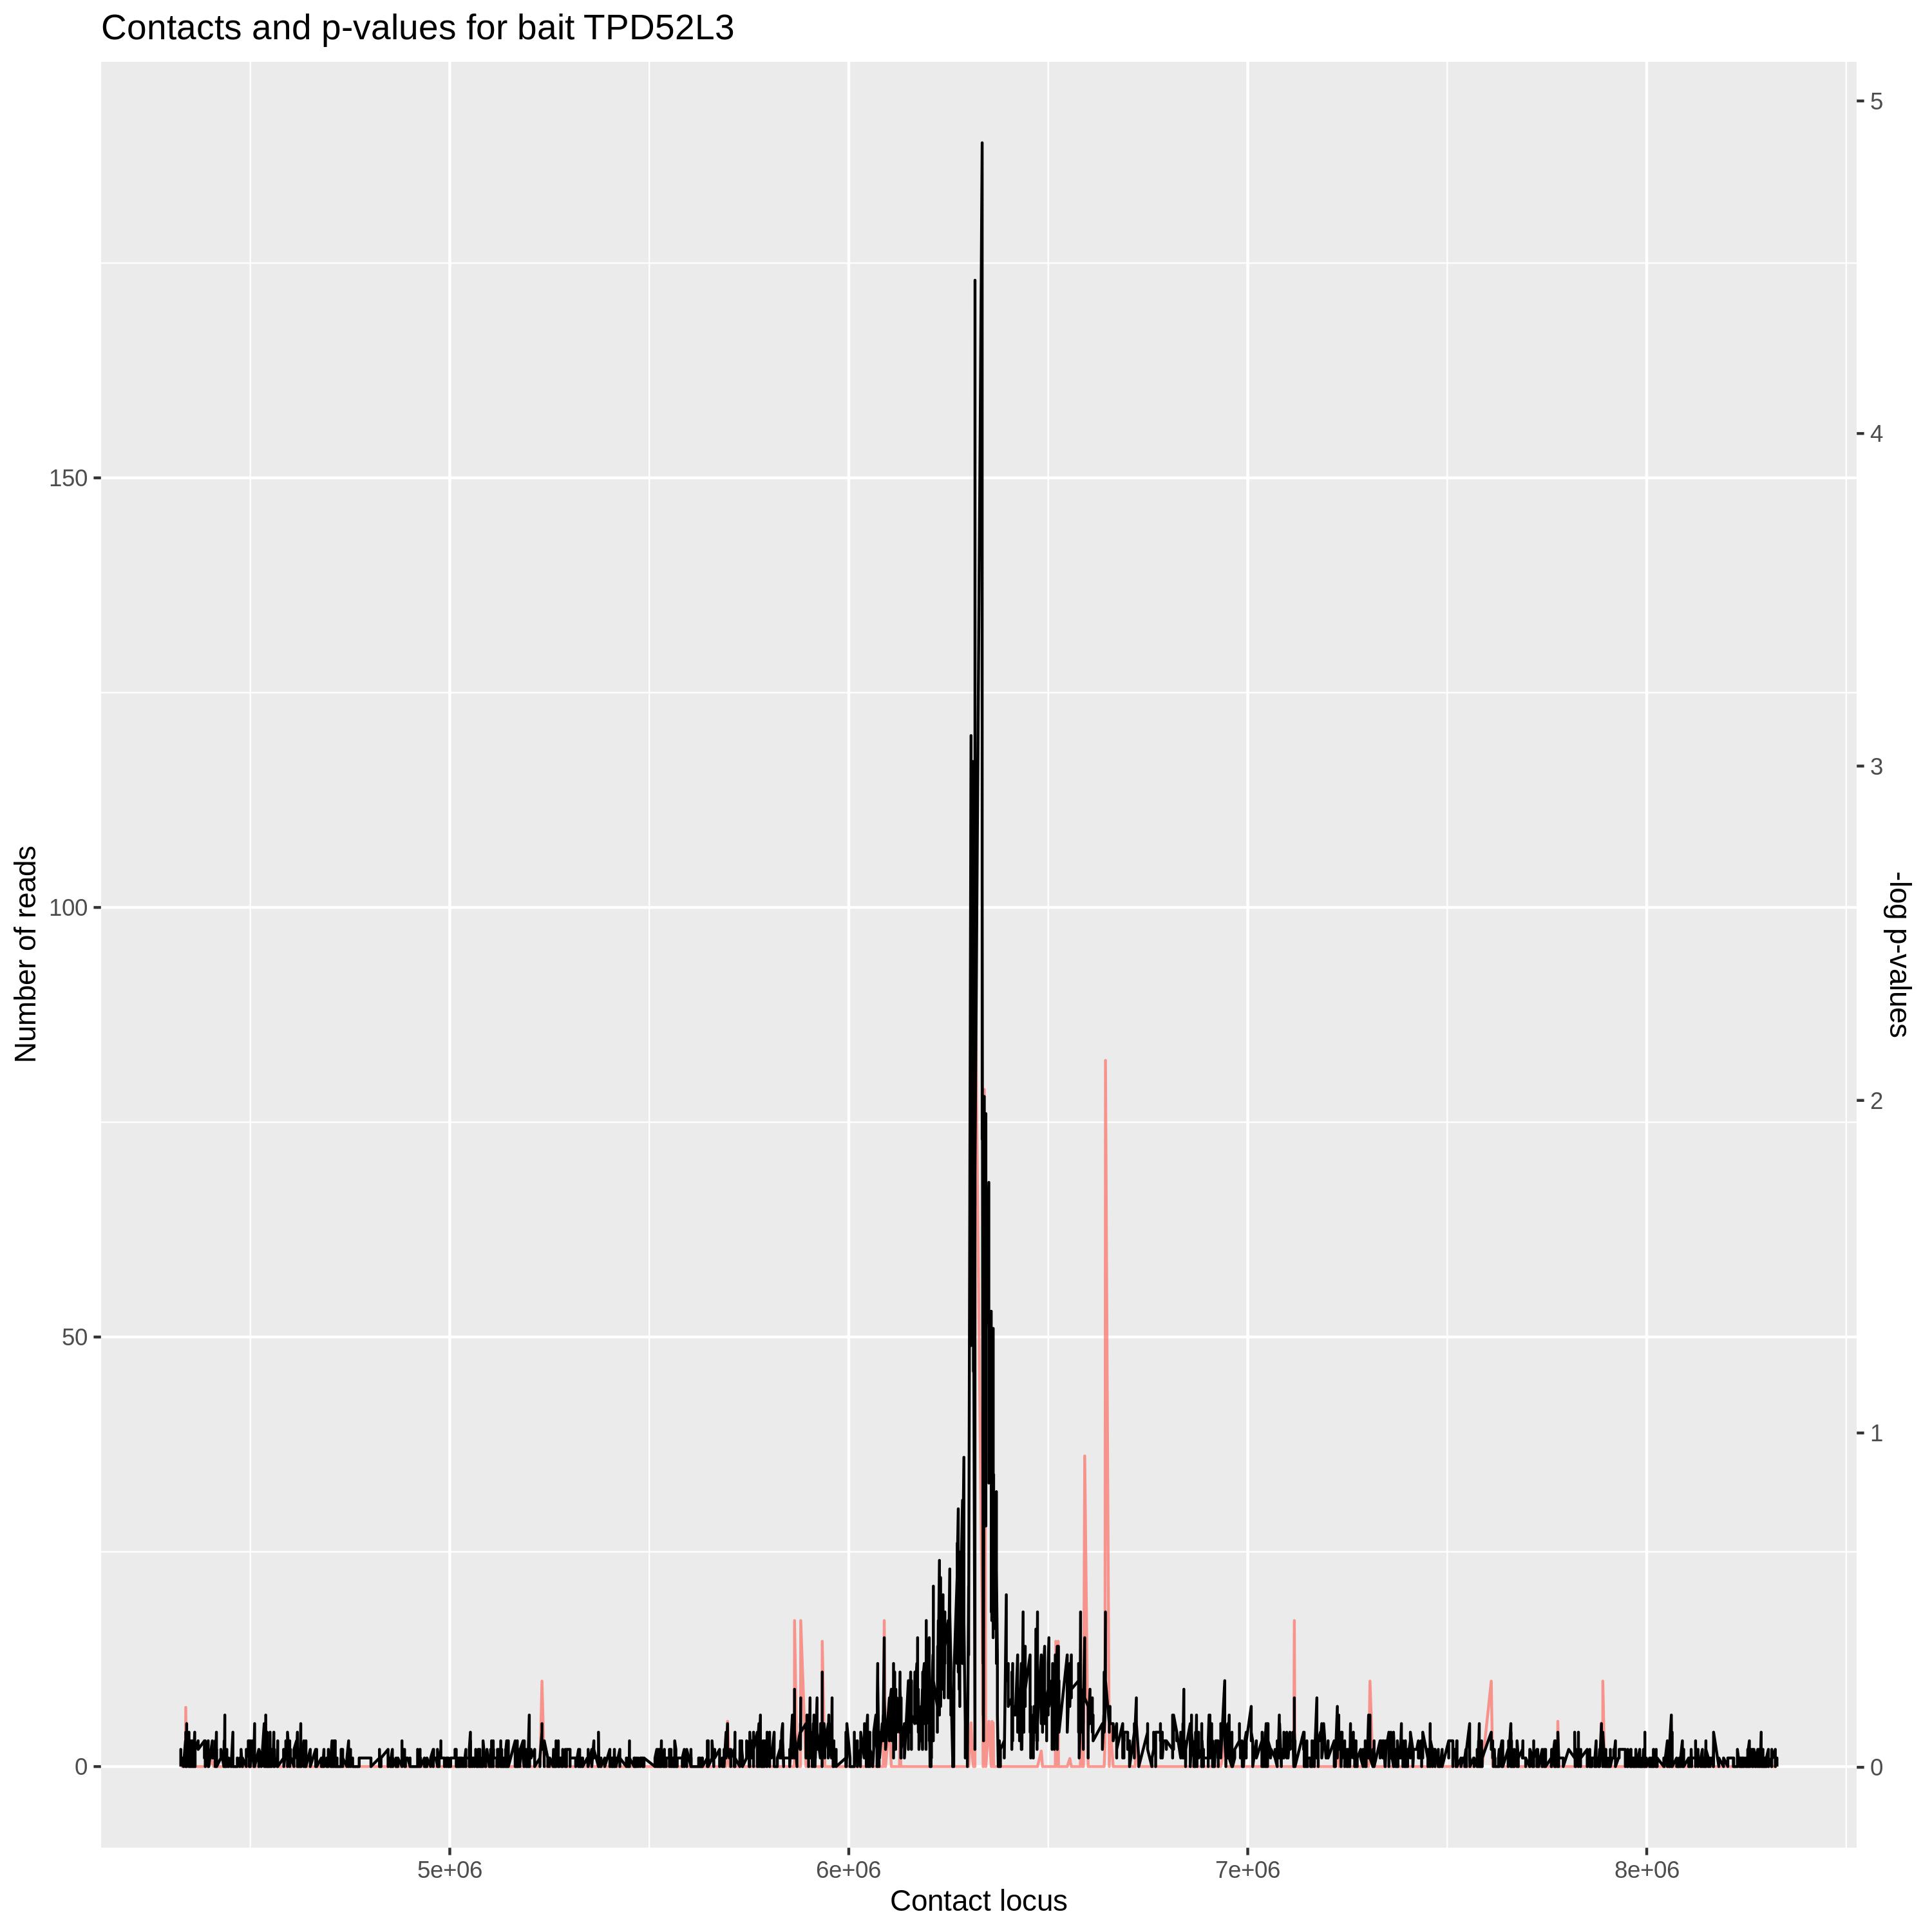 Contacts and p-values for bait TPD52L3
Number of reads
150
100
50
0
5
4
3
2
1
0
-log p-values
5e+06
6e+06
7e+06
8e+06
Contact locus